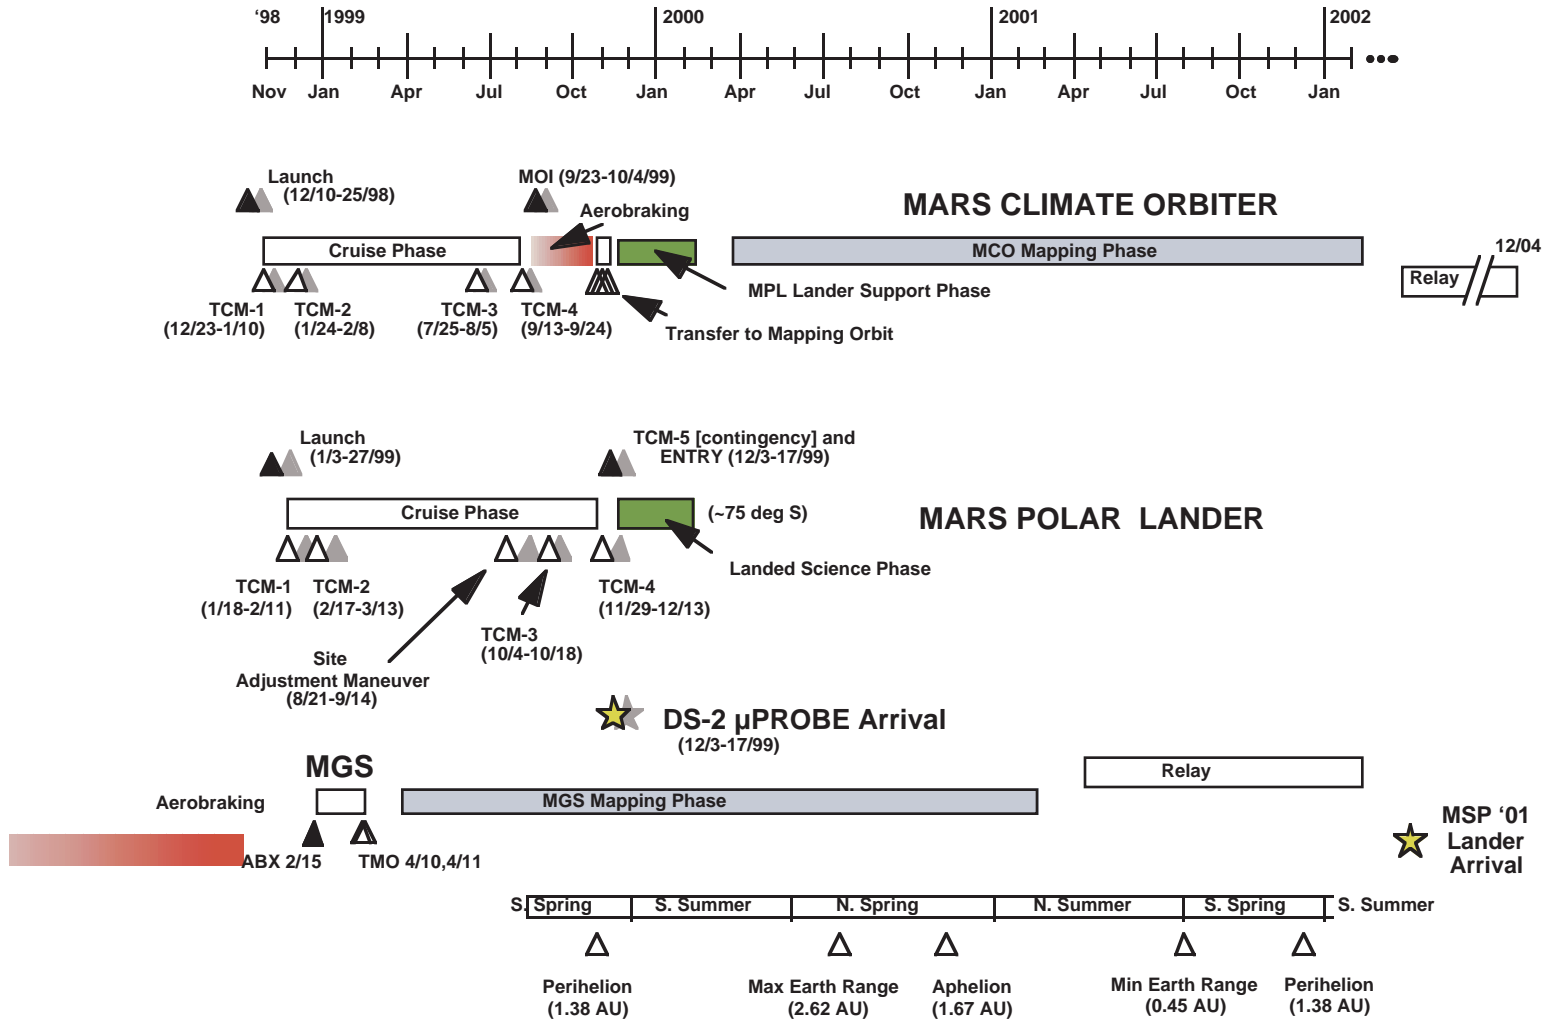 ‘98 1999 2000 2001 2002
Nov Jan Apr Jul Oct Jan Apr Jul Oct Jan Apr Jul Oct Jan
Launch
(12/10-25/98)
MOI (9/23-10/4/99)
Aerobraking
MARS CLIMATE ORBITER
Cruise Phase
MCO Mapping Phase
12/04
Relay
MPL Lander Support Phase
Transfer to Mapping Orbit
TCM-1
(12/23-1/10)
TCM-2
(1/24-2/8)
TCM-3
(7/25-8/5)
TCM-4
(9/13-9/24)
Launch
(1/3-27/99)
TCM-5 [contingency] and
ENTRY (12/3-17/99)
Cruise Phase
(~75 deg S)
MARS POLAR LANDER
Landed Science Phase
TCM-1
(1/18-2/11)
TCM-2
(2/17-3/13)
TCM-4
(11/29-12/13)
TCM-3
(10/4-10/18)
Site
Adjustment Maneuver
(8/21-9/14)
DS-2 µPROBE Arrival
(12/3-17/99)
MGS
Aerobraking
MGS Mapping Phase
Relay
ABX 2/15
TMO 4/10,4/11
MSP ‘01
Lander
Arrival
S. Spring S. Summer N. Spring N. Summer S. Spring S. Summer
Perihelion
(1.38 AU)
Max Earth Range
(2.62 AU)
Aphelion
(1.67 AU)
Min Earth Range
(0.45 AU)
Perihelion
(1.38 AU)